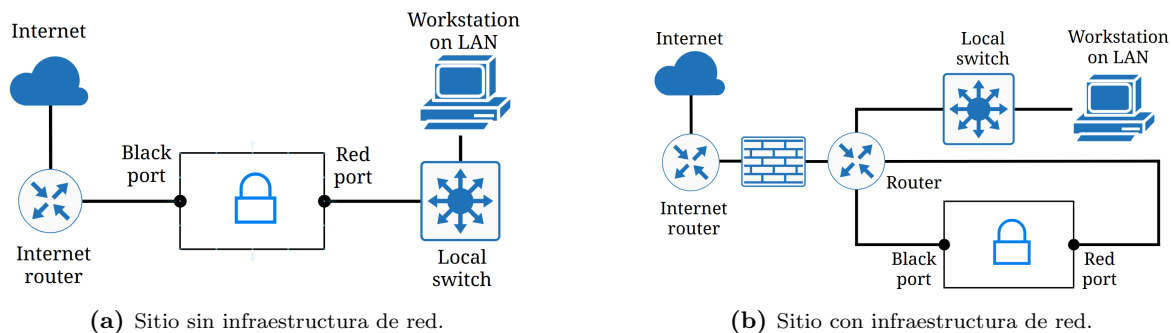 Internet
Workstation
on LAN
Black
port
Red
port
Internet
router
Local
switch
(a) Sitio sin infraestructura de red.
Internet
Local
switch
Workstation
on LAN
Internet
router
Router
Black
port
Red
port
(b) Sitio con infraestructura de red.